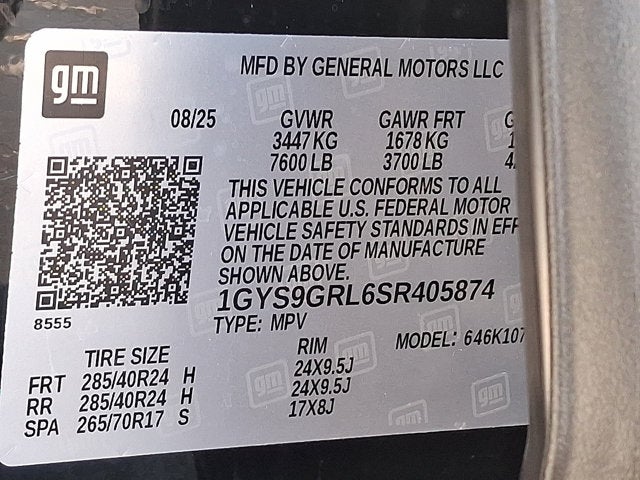 gm
MFD BY GENERAL MOTORS LLC
08/25 GVWR GAWR FRT
3447 KG 1678 KG
7600 LB 3700 LB
THIS VEHICLE CONFORMS TO ALL
APPLICABLE U.S. FEDERAL MOTOR
VEHICLE SAFETY STANDARDS IN EFF
ON THE DATE OF MANUFACTURE
SHOWN ABOVE.
1GYS9GRL6SR405874
8555
TYPE: MPV
MODEL: 646K107
TIRE SIZE RIM
FRT 285/40R24 H 24X9.5J
RR 285/40R24 H 24X9.5J
SPA 265/70R17 S 17X8J